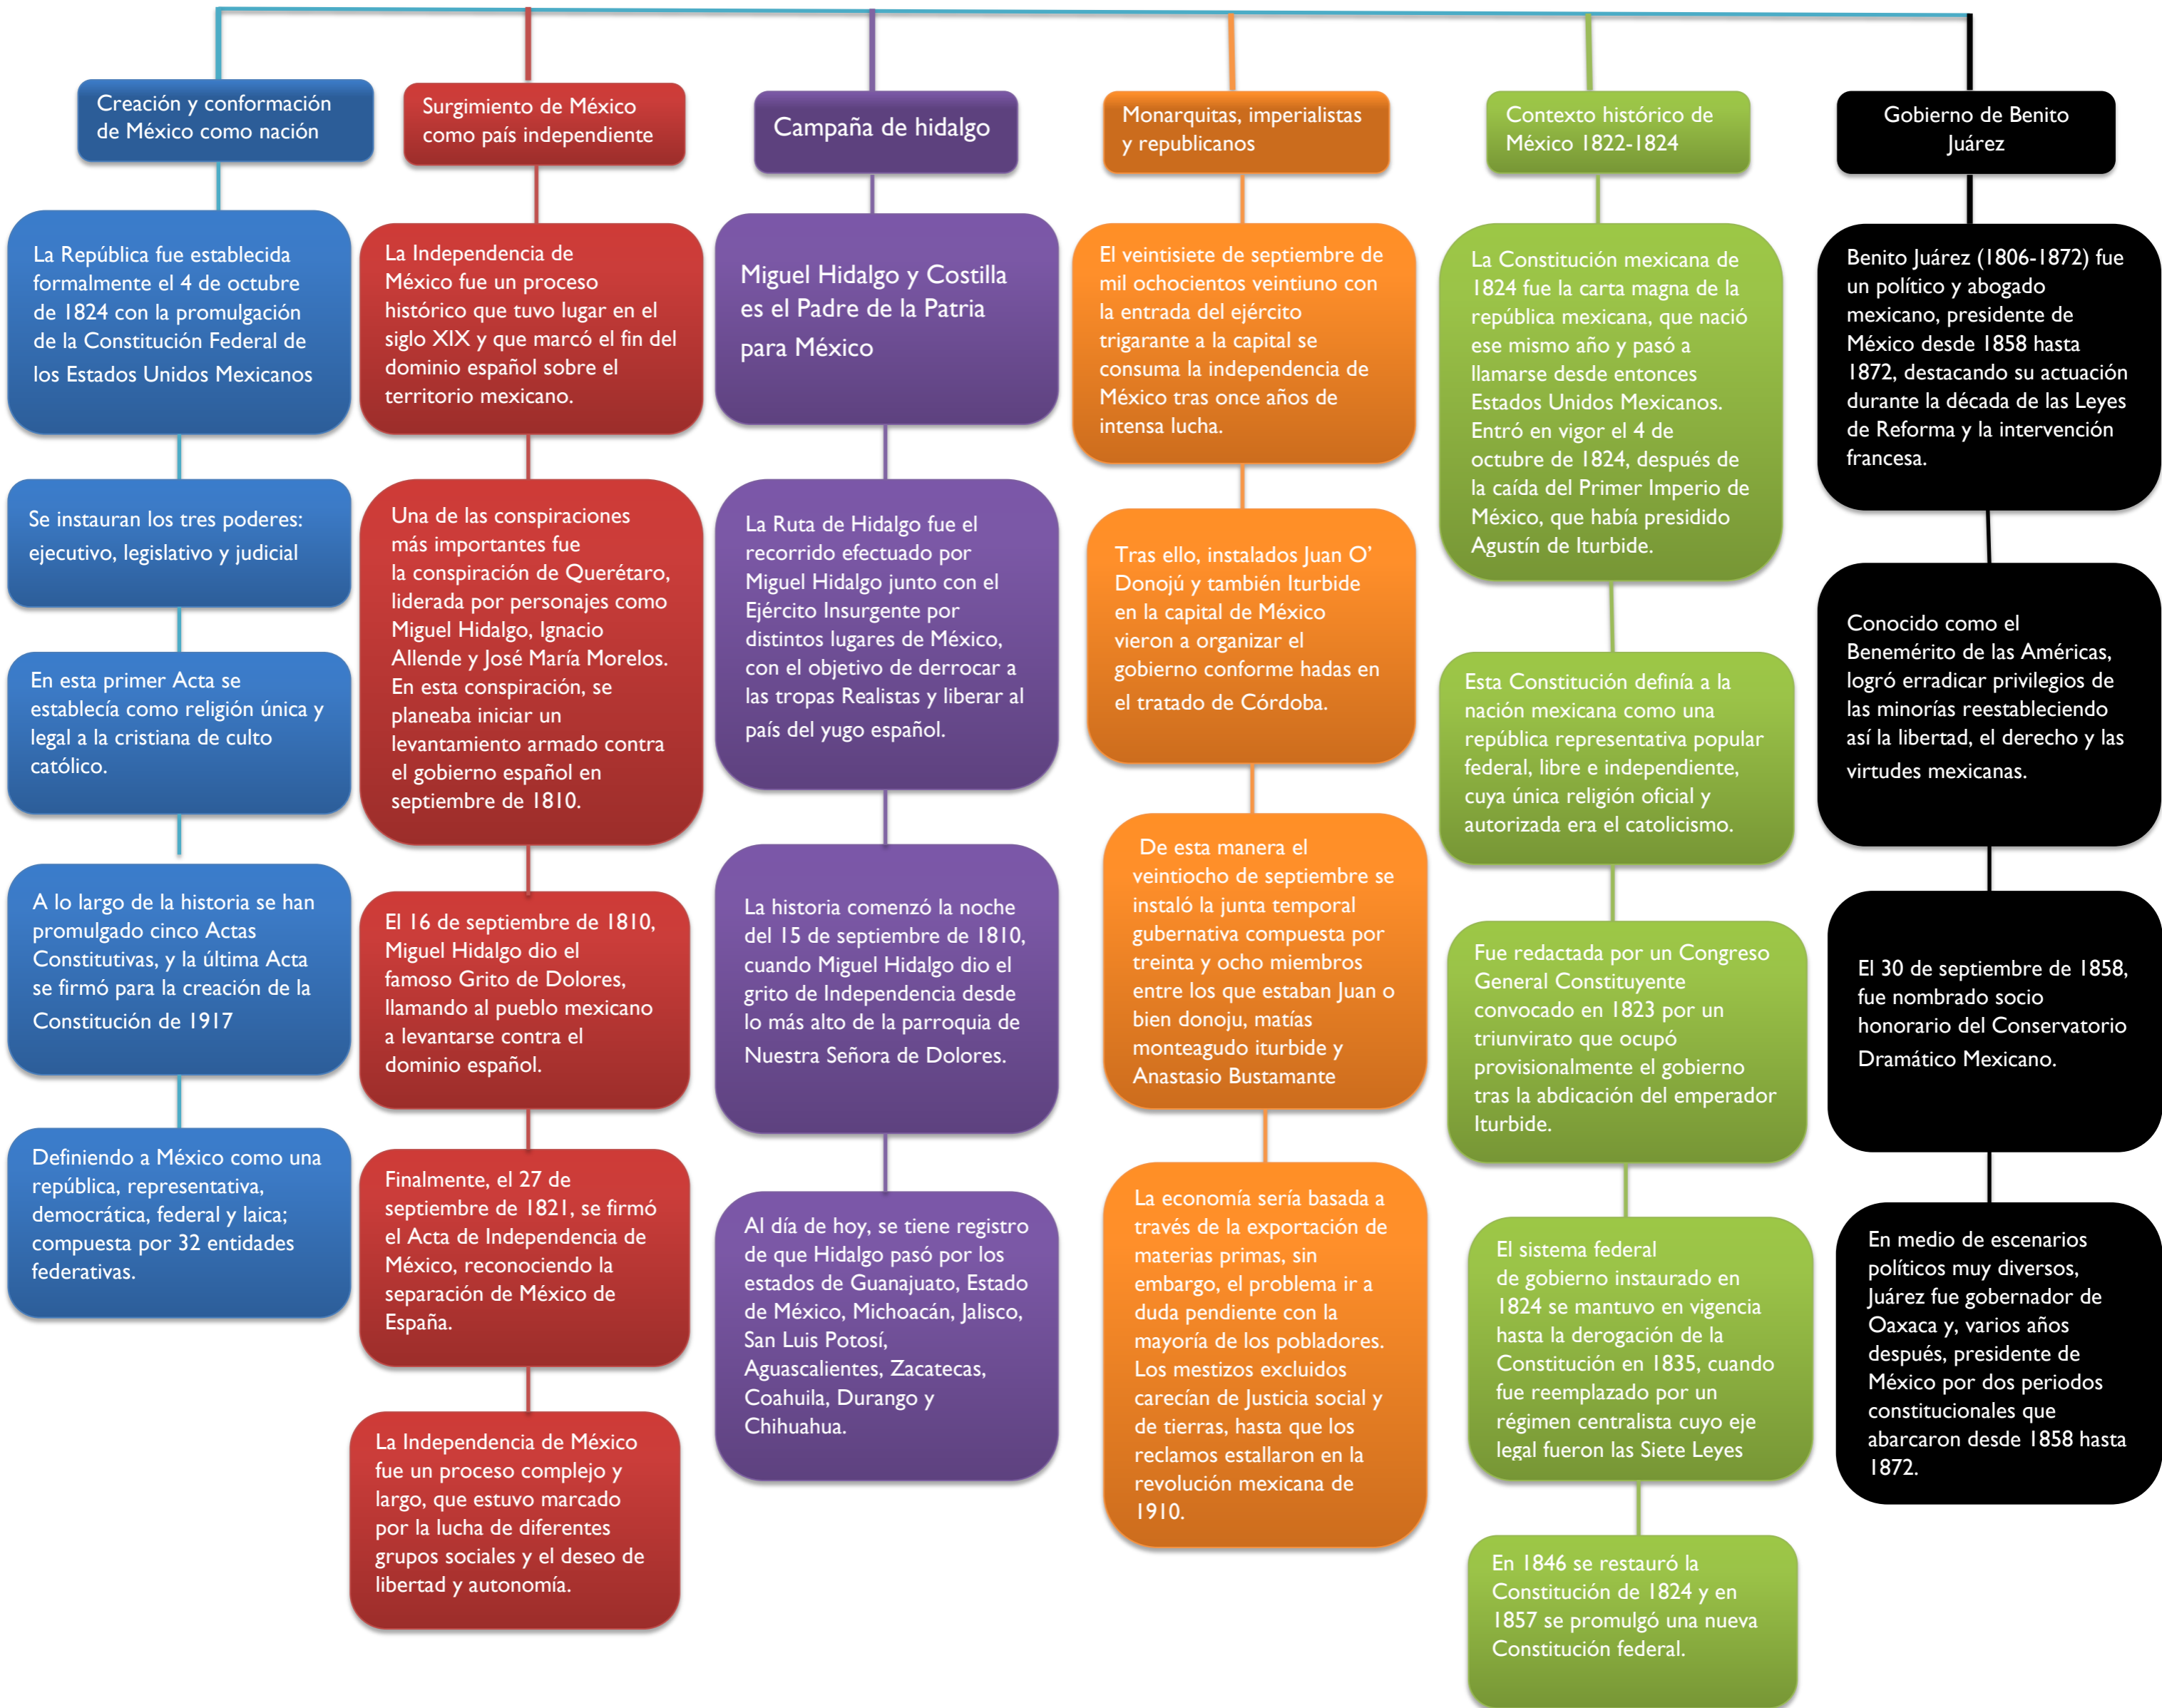 Creación y conformación
de México como nación
La República fue establecida
formalmente el 4 de octubre
de 1824 con la promulgación
de la Constitución Federal de
los Estados Unidos Mexicanos
Se instauran los tres poderes:
ejecutivo, legislativo y judicial
En esta primer Acta se
establecía como religión única y
legal a la cristiana de culto
católico.
A lo largo de la historia se han
promulgado cinco Actas
Constitutivas, y la última Acta
se firmó para la creación de la
Constitución de 1917
Definiendo a México como una
república, representativa,
democrática, federal y laica;
compuesta por 32 entidades
federativas.
Surgimiento de México
como país independiente
La Independencia de
México fue un proceso
histórico que tuvo lugar en el
siglo XIX y que marcó el fin del
dominio español sobre el
territorio mexicano.
Una de las conspiraciones
más importantes fue
la conspiración de Querétaro,
liderada por personajes como
Miguel Hidalgo, Ignacio
Allende y José María Morelos.
En esta conspiración, se
planeaba iniciar un
levantamiento armado contra
el gobierno español en
septiembre de 1810.
El 16 de septiembre de 1810,
Miguel Hidalgo dio el
famoso Grito de Dolores,
llamando al pueblo mexicano
a levantarse contra el
dominio español.
Finalmente, el 27 de
septiembre de 1821, se firmó
el Acta de Independencia de
México, reconociendo la
separación de México de
España.
La Independencia de México
fue un proceso complejo y
largo, que estuvo marcado
por la lucha de diferentes
grupos sociales y el deseo de
libertad y autonomía.
Campaña de hidalgo
Miguel Hidalgo y Costilla
es el Padre de la Patria
para México
La Ruta de Hidalgo fue el
recorrido efectuado por
Miguel Hidalgo junto con el
Ejército Insurgente por
distintos lugares de México,
con el objetivo de derrocar a
las tropas Realistas y liberar al
país del yugo español.
La historia comenzó la noche
del 15 de septiembre de 1810,
cuando Miguel Hidalgo dio el
grito de Independencia desde
lo más alto de la parroquia de
Nuestra Señora de Dolores.
Al día de hoy, se tiene registro
de que Hidalgo pasó por los
estados de Guanajuato, Estado
de México, Michoacán, Jalisco,
San Luis Potosí,
Aguascalientes, Zacatecas,
Coahuila, Durango y
Chihuahua.
Monarquitas, imperialistas
y republicanos
El veintisiete de septiembre de
mil ochocientos veintiuno con
la entrada del ejército
trigarante a la capital se
consuma la independencia de
México tras once años de
intensa lucha.
Tras ello, instalados Juan O'
Donojú y también Iturbide
en la capital de México
vieron a organizar el
gobierno conforme hadas en
el tratado de Córdoba.
De esta manera el
veintiocho de septiembre se
instaló la junta temporal
gubernativa compuesta por
treinta y ocho miembros
entre los que estaban Juan o
bien donoju, matías
monteagudo iturbide y
Anastasio Bustamante
La economía sería basada a
través de la exportación de
materias primas, sin
embargo, el problema ir a
duda pendiente con la
mayoría de los pobladores.
Los mestizos excluidos
carecían de Justicia social y
de tierras, hasta que los
reclamos estallaron en la
revolución mexicana de
1910.
Contexto histórico de
México 1822-1824
La Constitución mexicana de
1824 fue la carta magna de la
república mexicana, que nació
ese mismo año y pasó a
llamarse desde entonces
Estados Unidos Mexicanos.
Entró en vigor el 4 de
octubre de 1824, después de
la caída del Primer Imperio de
México, que había presidido
Agustín de Iturbide.
Esta Constitución definía a la
nación mexicana como una
república representativa popular
federal, libre e independiente,
cuya única religión oficial y
autorizada era el catolicismo.
Fue redactada por un Congreso
General Constituyente
convocado en 1823 por un
triunvirato que ocupó
provisionalmente el gobierno
tras la abdicación del emperador
Iturbide.
El sistema federal
de gobierno instaurado en
1824 se mantuvo en vigencia
hasta la derogación de la
Constitución en 1835, cuando
fue reemplazado por un
régimen centralista cuyo eje
legal fueron las Siete Leyes
En 1846 se restauró la
Constitución de 1824 y en
1857 se promulgó una nueva
Constitución federal.
Gobierno de Benito
Juárez
Benito Juárez (1806-1872) fue
un político y abogado
mexicano, presidente de
México desde 1858 hasta
1872, destacando su actuación
durante la década de las Leyes
de Reforma y la intervención
francesa.
Conocido como el
Benemérito de las Américas,
logró erradicar privilegios de
las minorías reestableciendo
así la libertad, el derecho y las
virtudes mexicanas.
El 30 de septiembre de 1858,
fue nombrado socio
honorario del Conservatorio
Dramático Mexicano.
En medio de escenarios
políticos muy diversos,
Juárez fue gobernador de
Oaxaca y, varios años
después, presidente de
México por dos periodos
constitucionales que
abarcaron desde 1858 hasta
1872.